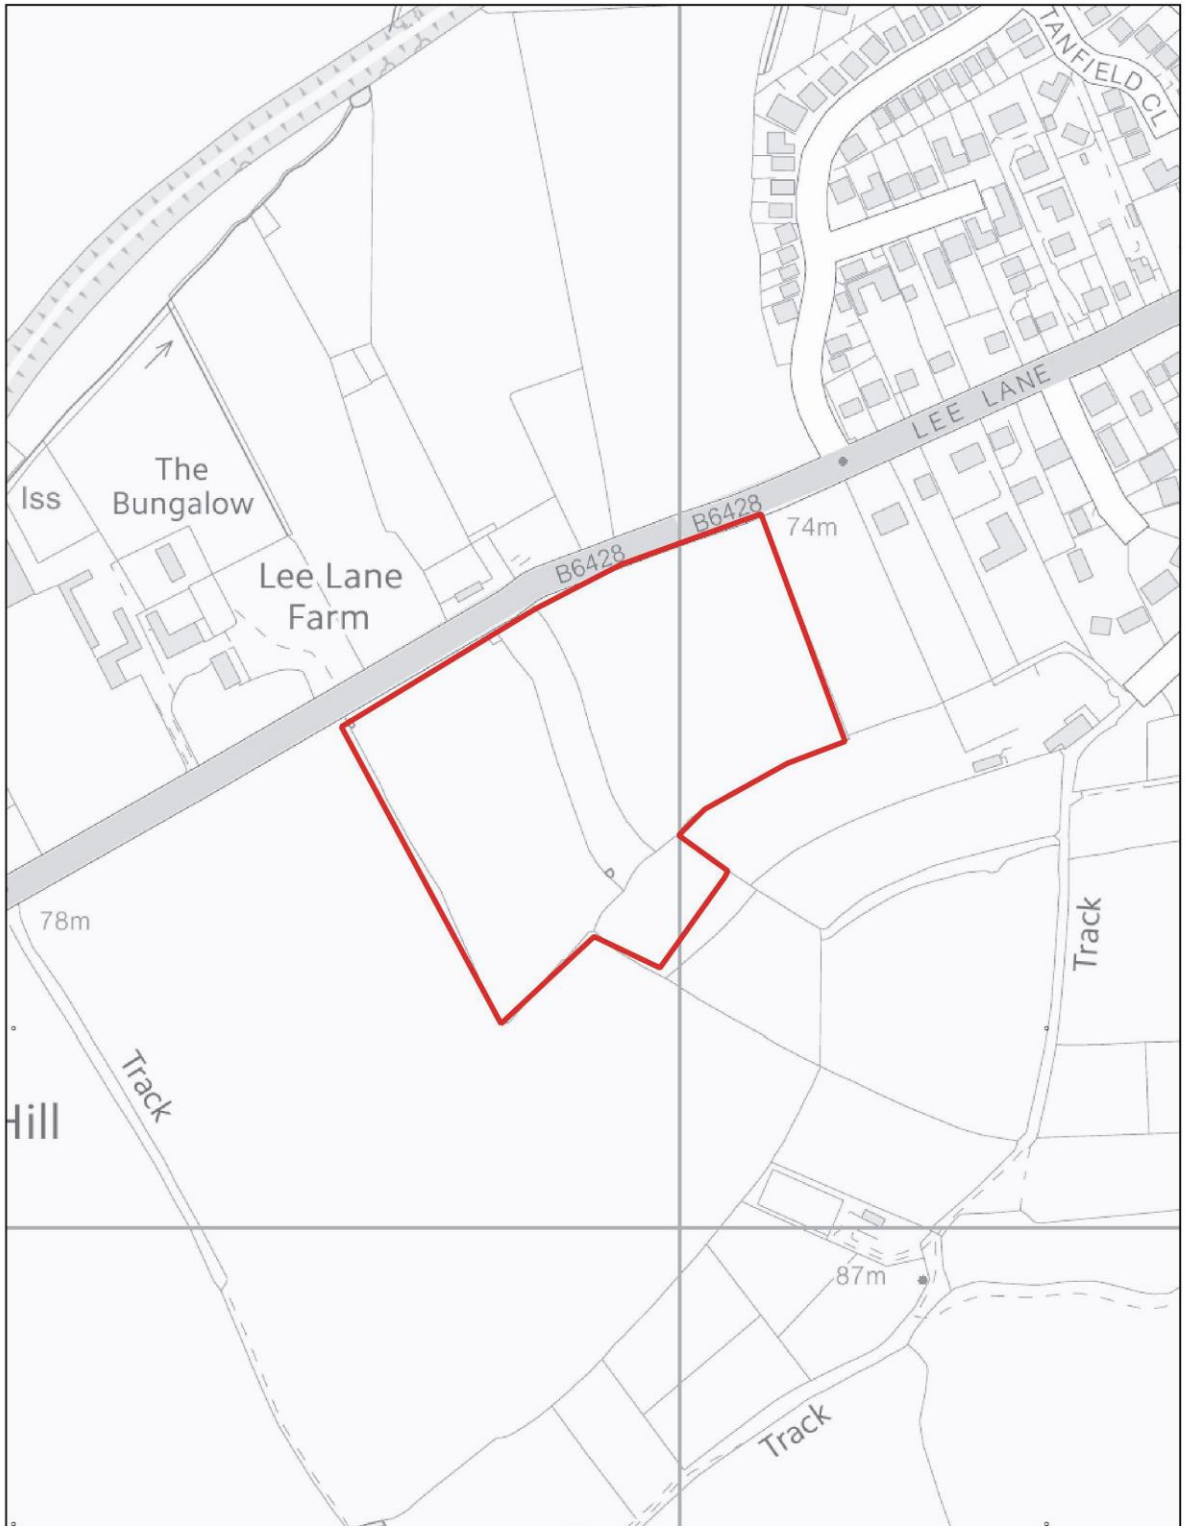 TANFIELD CL
LEE LANE
The
Bungalow
Iss
B6428
B6428
74m
Lee Lane
Farm
78m
Track
Track
Hill
87m
Track